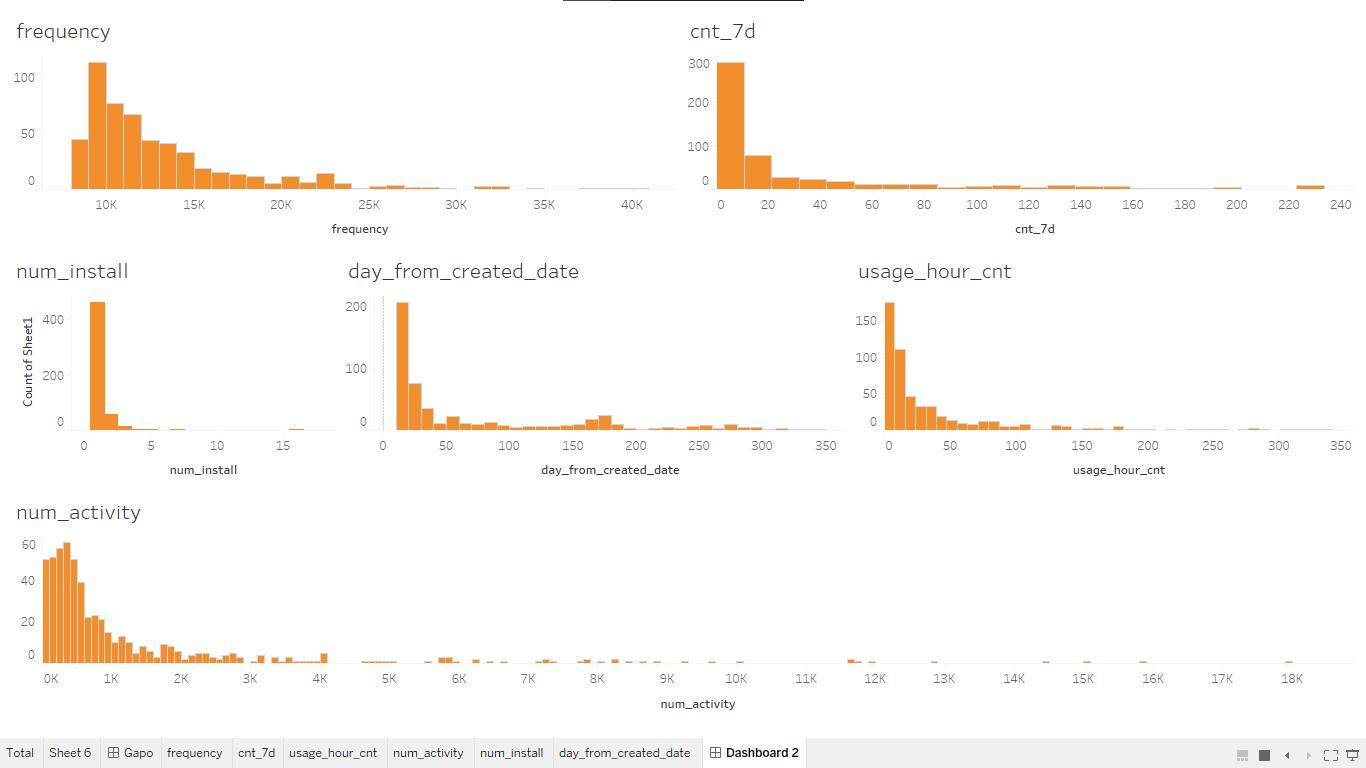 frequency
cnt_7d
100
50
0
10K 15K 20K 25K 30K 35K 40K
frequency
300
200
100
0
0 20 40 60 80 100 120 140 160 180 200 220 240
cnt_7d
num_install
day_from_created_date
usage_hour_cnt
Count of Sheet1
400
200
0
0 5 10 15
num_install
200
100
0
0 50 100 150 200 250 300 350
day_from_created_date
150
100
50
0
50 100 150 200 250 300 350
usage_hour_cnt
num_activity
60
40
20
0
0K 1K 2K 3K 4K 5K 6K 7K 8K 9K 10K 11K 12K 13K 14K 15K 16K 17K 18K
num_activity
Total Sheet 6 Gapo frequency cnt_7d usage_hour_cnt num_activity num_install day_from_created_date Dashboard 2